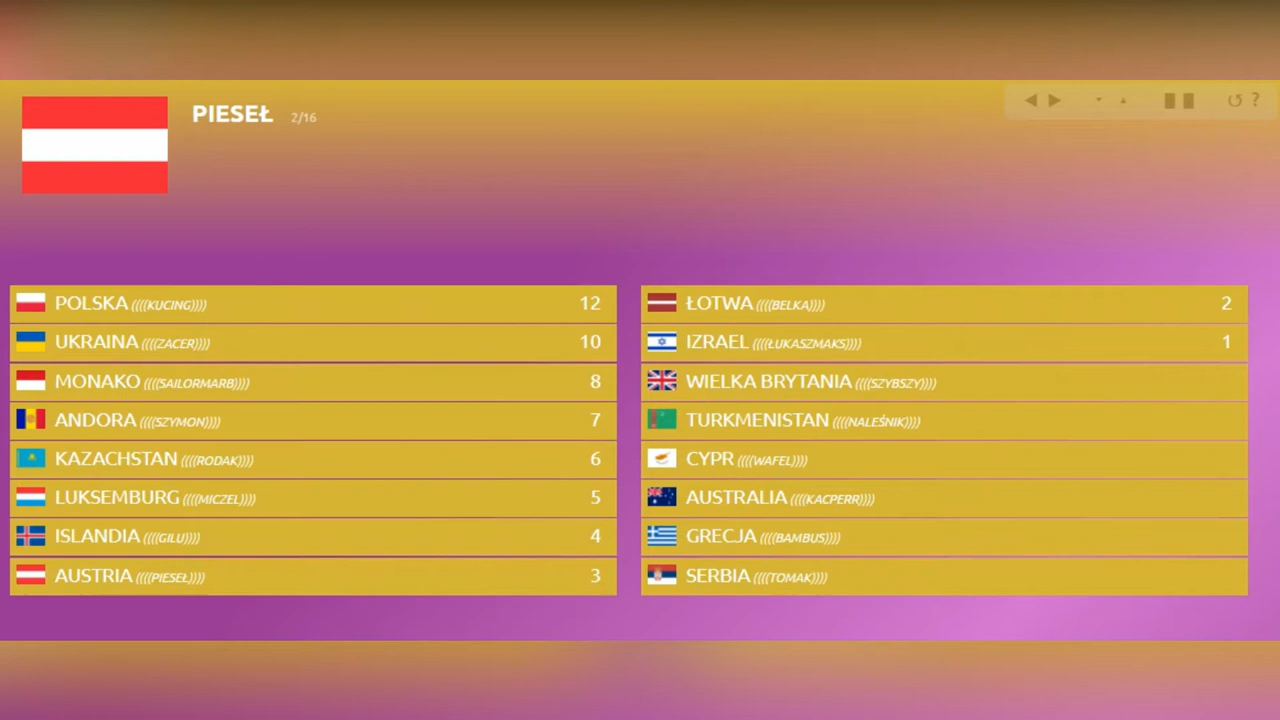 PIESEŁ 2/16
?
POLSKA ((((KUCING)))) 12
UKRAINA ((((ZACER)))) 10
MONAKO ((((SAILORMARB)))) 8
ANDORA ((((SZYMON)))) 7
KAZACHSTAN ((((RODAK)))) 6
LUKSEMBURG ((((MICZEL)))) 5
ISLANDIA ((((GILU)))) 4
AUSTRIA ((((PIESEŁ)))) 3
ŁOTWA ((((BELKA)))) 2
IZRAEL ((((ŁUKASZMAKS)))) 1
WIELKA BRYTANIA ((((SZYBSZY))))
TURKMENISTAN ((((NALEŚNIK))))
CYPR ((((WAFEL))))
AUSTRALIA ((((KACPERR))))
GRECJA ((((BAMBUS))))
SERBIA ((((TOMAK))))